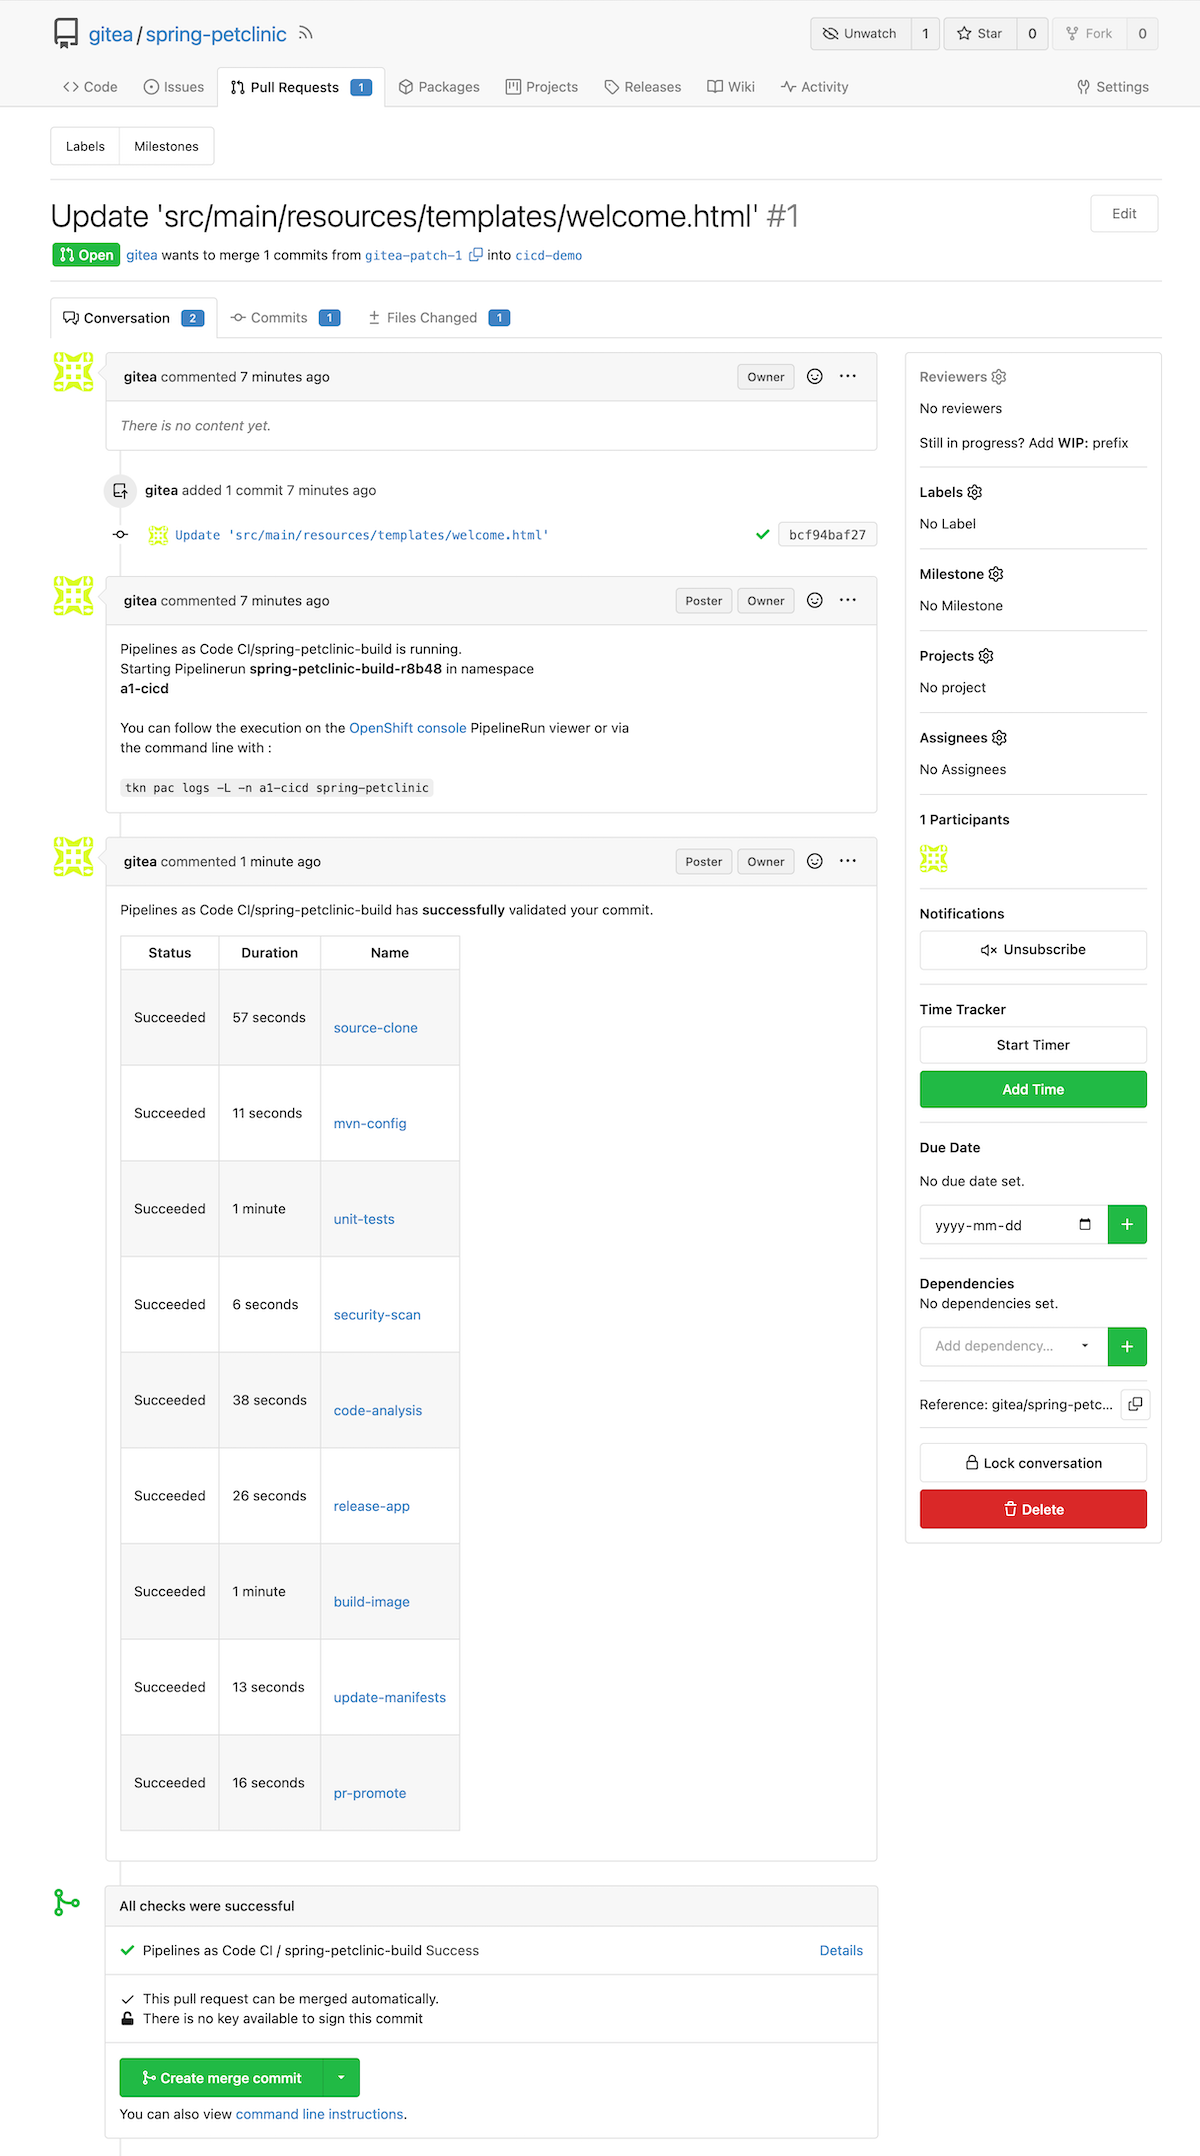 gitea / spring-petclinic
Unwatch 1 Star 0 Fork 0
Code Issues Pull Requests 1 Packages Projects Releases Wiki Activity Settings
Labels Milestones
Update 'src/main/resources/templates/welcome.html' #1
Edit
Open gitea wants to merge 1 commits from gitea-patch-1 into cicd-demo
Conversation 2 Commits 1 Files Changed 1
gitea commented 7 minutes ago Owner
There is no content yet.
gitea added 1 commit 7 minutes ago
Update 'src/main/resources/templates/welcome.html' bcf94baf27
gitea commented 7 minutes ago Poster Owner
Pipelines as Code CI/spring-petclinic-build is running.
Starting Pipelinerun spring-petclinic-build-r8b48 in namespace
a1-cicd
You can follow the execution on the OpenShift console PipelineRun viewer or via
the command line with :
tkn pac logs -L -n a1-cicd spring-petclinic
gitea commented 1 minute ago Poster Owner
Pipelines as Code CI/spring-petclinic-build has successfully validated your commit.
Status Duration Name
Succeeded 57 seconds source-clone
Succeeded 11 seconds mvn-config
Succeeded 1 minute unit-tests
Succeeded 6 seconds security-scan
Succeeded 38 seconds code-analysis
Succeeded 26 seconds release-app
Succeeded 1 minute build-image
Succeeded 13 seconds update-manifests
Succeeded 16 seconds pr-promote
All checks were successful
Pipelines as Code CI / spring-petclinic-build Success Details
This pull request can be merged automatically.
There is no key available to sign this commit
Create merge commit
You can also view command line instructions.
Reviewers
No reviewers
Still in progress? Add WIP: prefix
Labels
No Label
Milestone
No Milestone
Projects
No project
Assignees
No Assignees
1 Participants
Notifications
Unsubscribe
Time Tracker
Start Timer
Add Time
Due Date
No due date set.
yyyy-mm-dd +
Dependencies
No dependencies set.
Add dependency... +
Reference: gitea/spring-petc...
Lock conversation
Delete